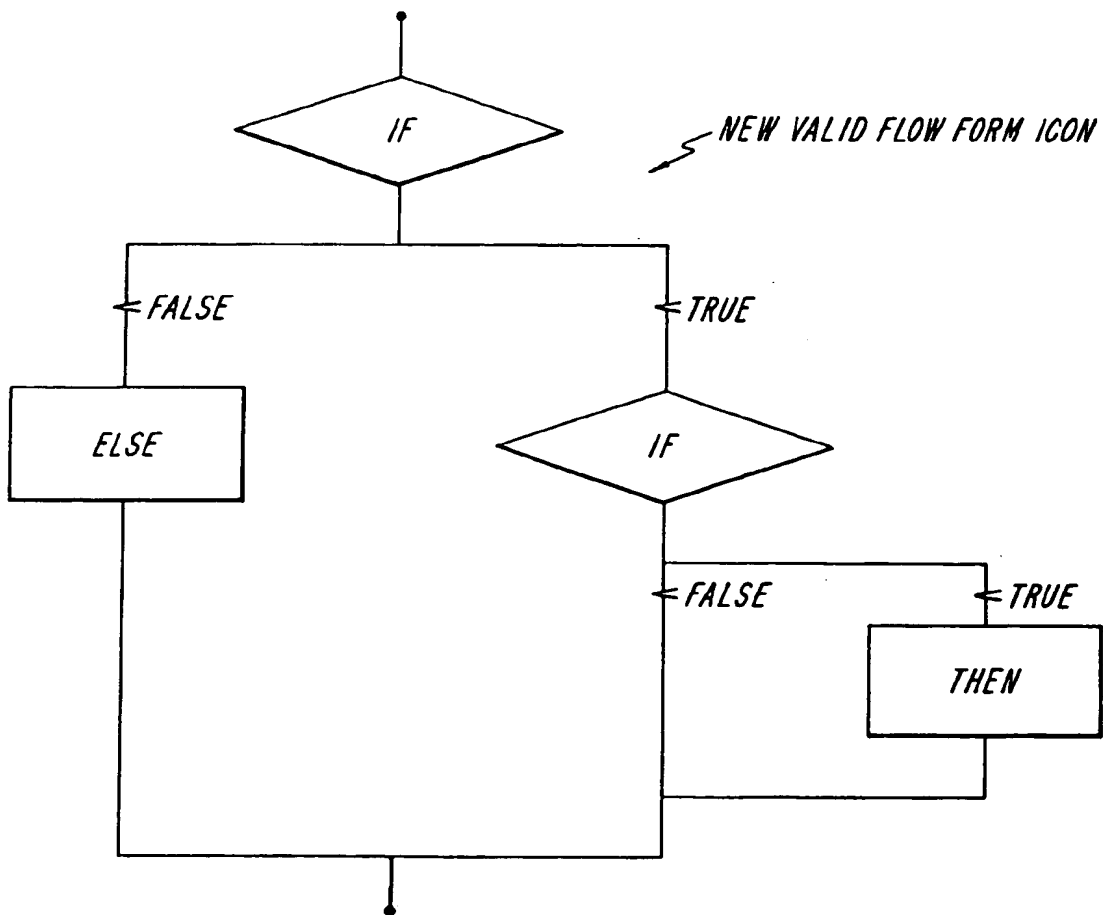 IF
NEW VALID FLOW FORM ICON
FALSE
TRUE
ELSE
IF
FALSE
TRUE
THEN